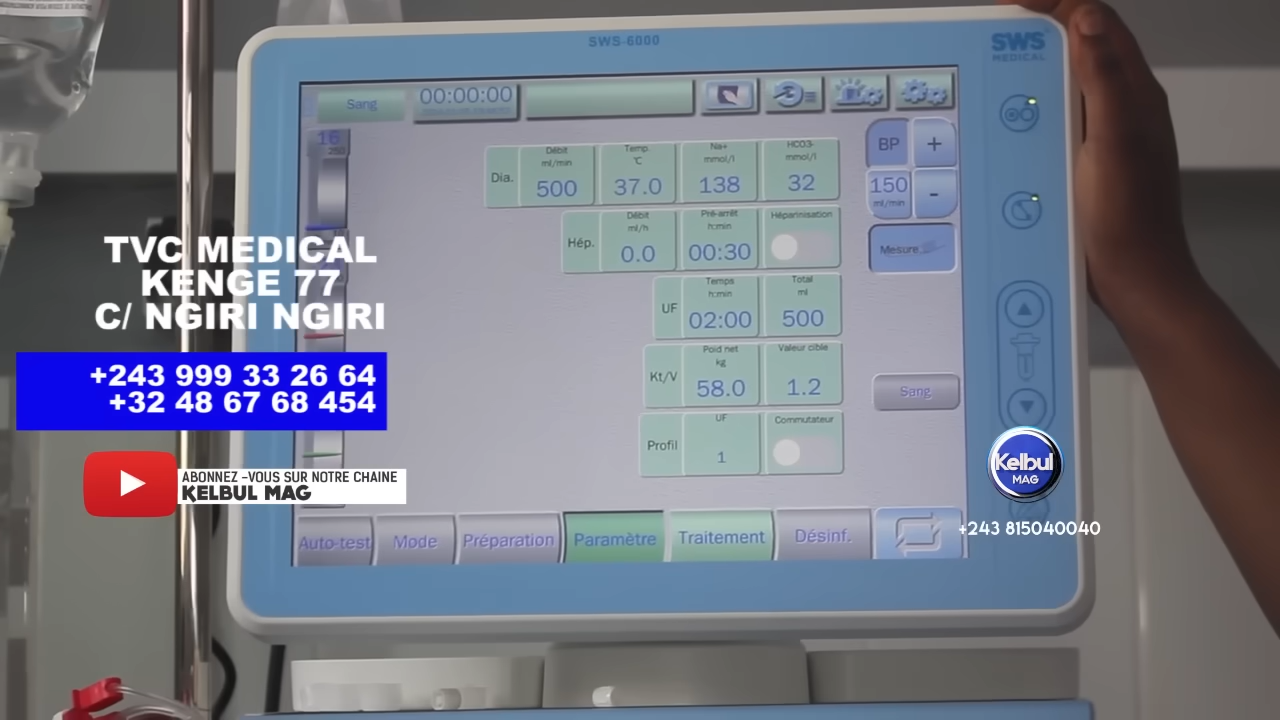 SWS-6000
SWS
MEDICAL
Sang
00:00:00
16
250
Débit
ml/min
Temp.
°C
Na+
mmol/l
HCO3-
mmol/l
Dia.
500
37.0
138
32
BP
+
150
ml/min
-
Débit
ml/h
Pré-arrêt
h:min
Héparinisation
Hép.
0.0
00:30
Mesure
Temps
h:min
Total
ml
UF
02:00
500
Poid net
kg
Valeur cible
Kt/V
58.0
1.2
Sang
UF
Commutateur
Profil
1
Auto-test
Mode
Préparation
Paramètre
Traitement
Désinf.
TVC MEDICAL
KENGE 77
C/ NGIRI NGIRI
+243 999 33 26 64
+32 48 67 68 454
ABONNEZ -VOUS SUR NOTRE CHAINE
KELBUL MAG
Kelbul
MAG
+243 815040040